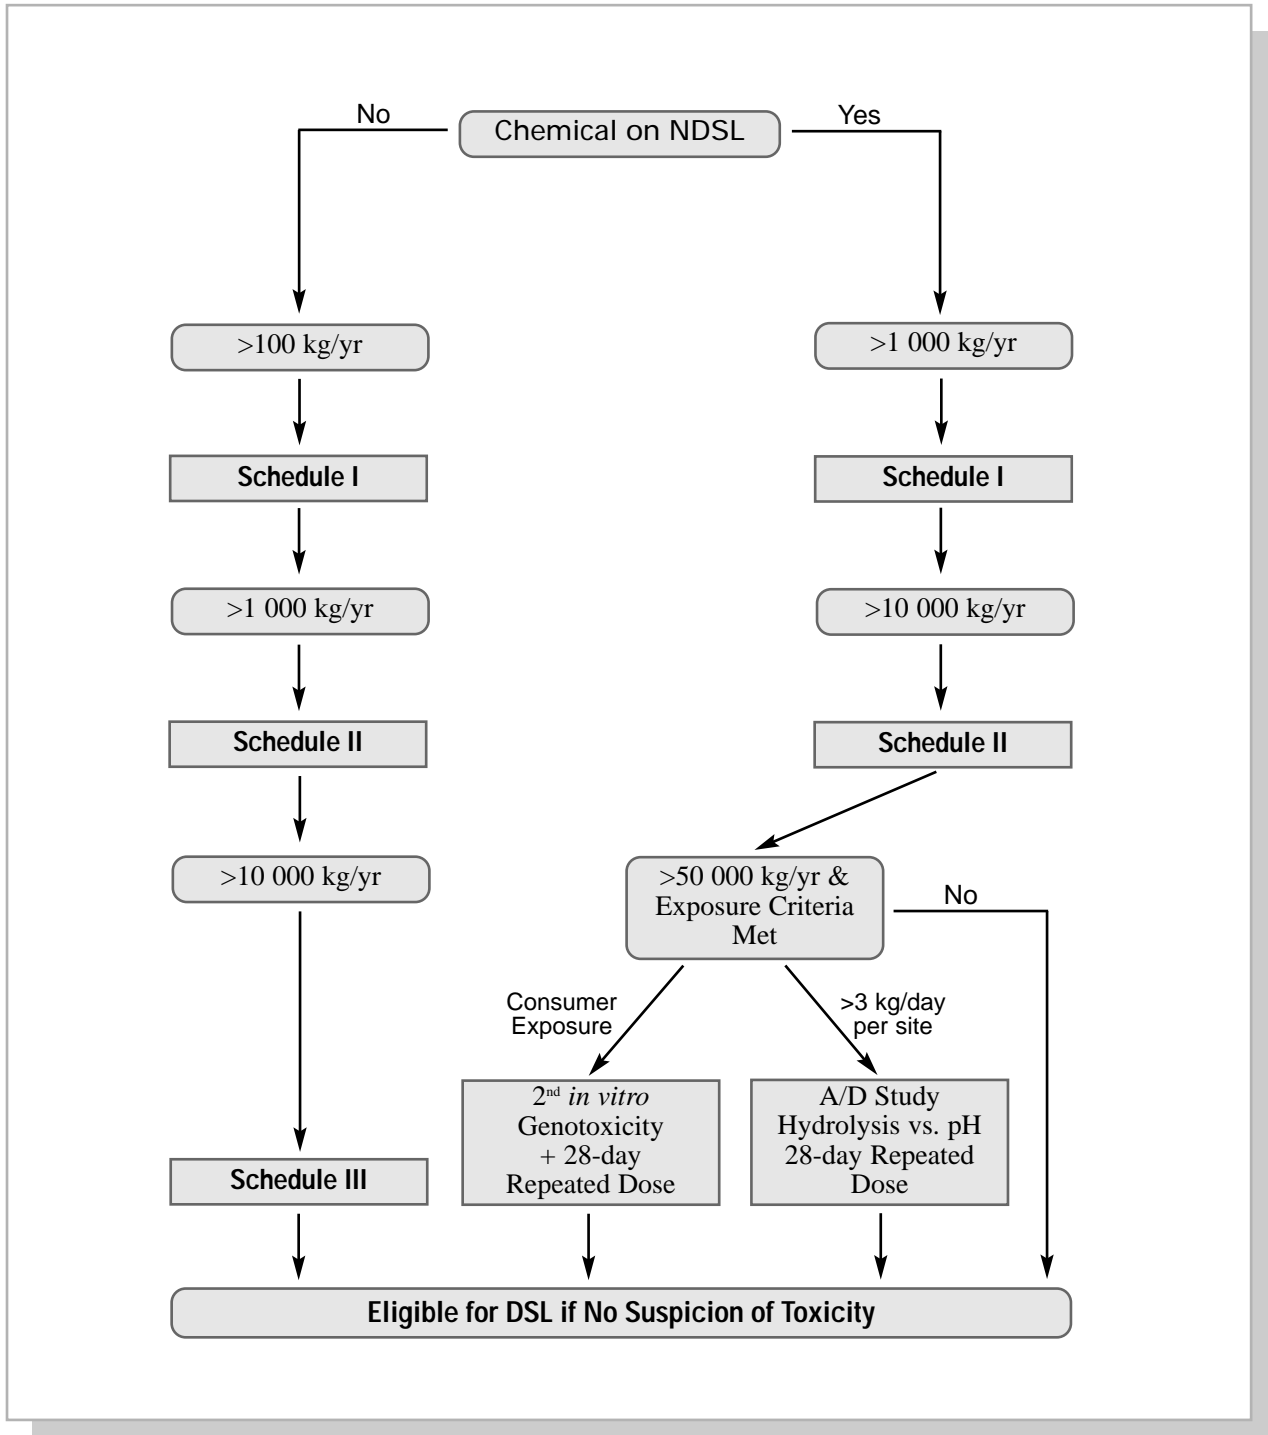 No
Chemical on NDSL
Yes
>100 kg/yr
>1 000 kg/yr
Schedule I
Schedule I
>1 000 kg/yr
>10 000 kg/yr
Schedule II
Schedule II
>10 000 kg/yr
>50 000 kg/yr &
Exposure Criteria
Met
No
Consumer
Exposure
>3 kg/day
per site
2nd in vitro
Genotoxicity
+ 28-day
Repeated Dose
A/D Study
Hydrolysis vs. pH
28-day Repeated
Dose
Schedule III
Eligible for DSL if No Suspicion of Toxicity